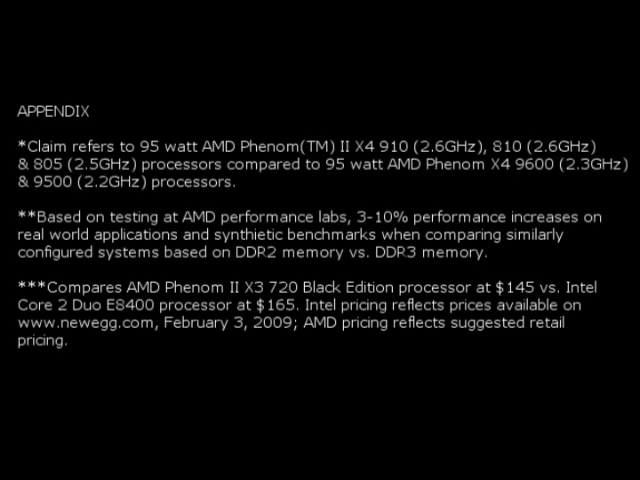 APPENDIX
*Claim refers to 95 watt AMD Phenom(TM) II X4 910 (2.6GHz), 810 (2.6GHz)
& 805 (2.5GHz) processors compared to 95 watt AMD Phenom X4 9600 (2.3GHz)
& 9500 (2.2GHz) processors.
**Based on testing at AMD performance labs, 3-10% performance increases on
real world applications and synthietic benchmarks when comparing similarly
configured systems based on DDR2 memory vs. DDR3 memory.
***Compares AMD Phenom II X3 720 Black Edition processor at $145 vs. Intel
Core 2 Duo E8400 processor at $165. Intel pricing reflects prices available on
www.newegg.com, February 3, 2009; AMD pricing reflects suggested retail
pricing.